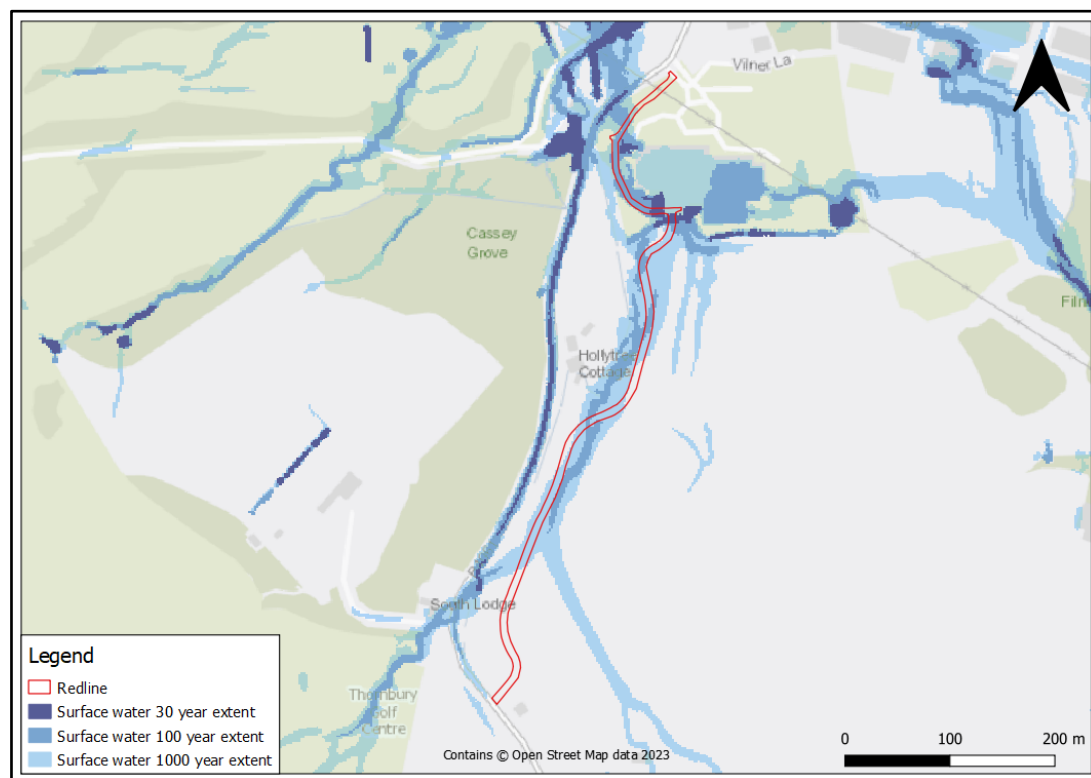 Vilner La
Cassey
Grove
Hollytree
Cottage
South Lodge
Thornbury
Golf
Centre
Legend
Redline
Surface water 30 year extent
Surface water 100 year extent
Surface water 1000 year extent
Contains © Open Street Map data 2023
0 100 200 m